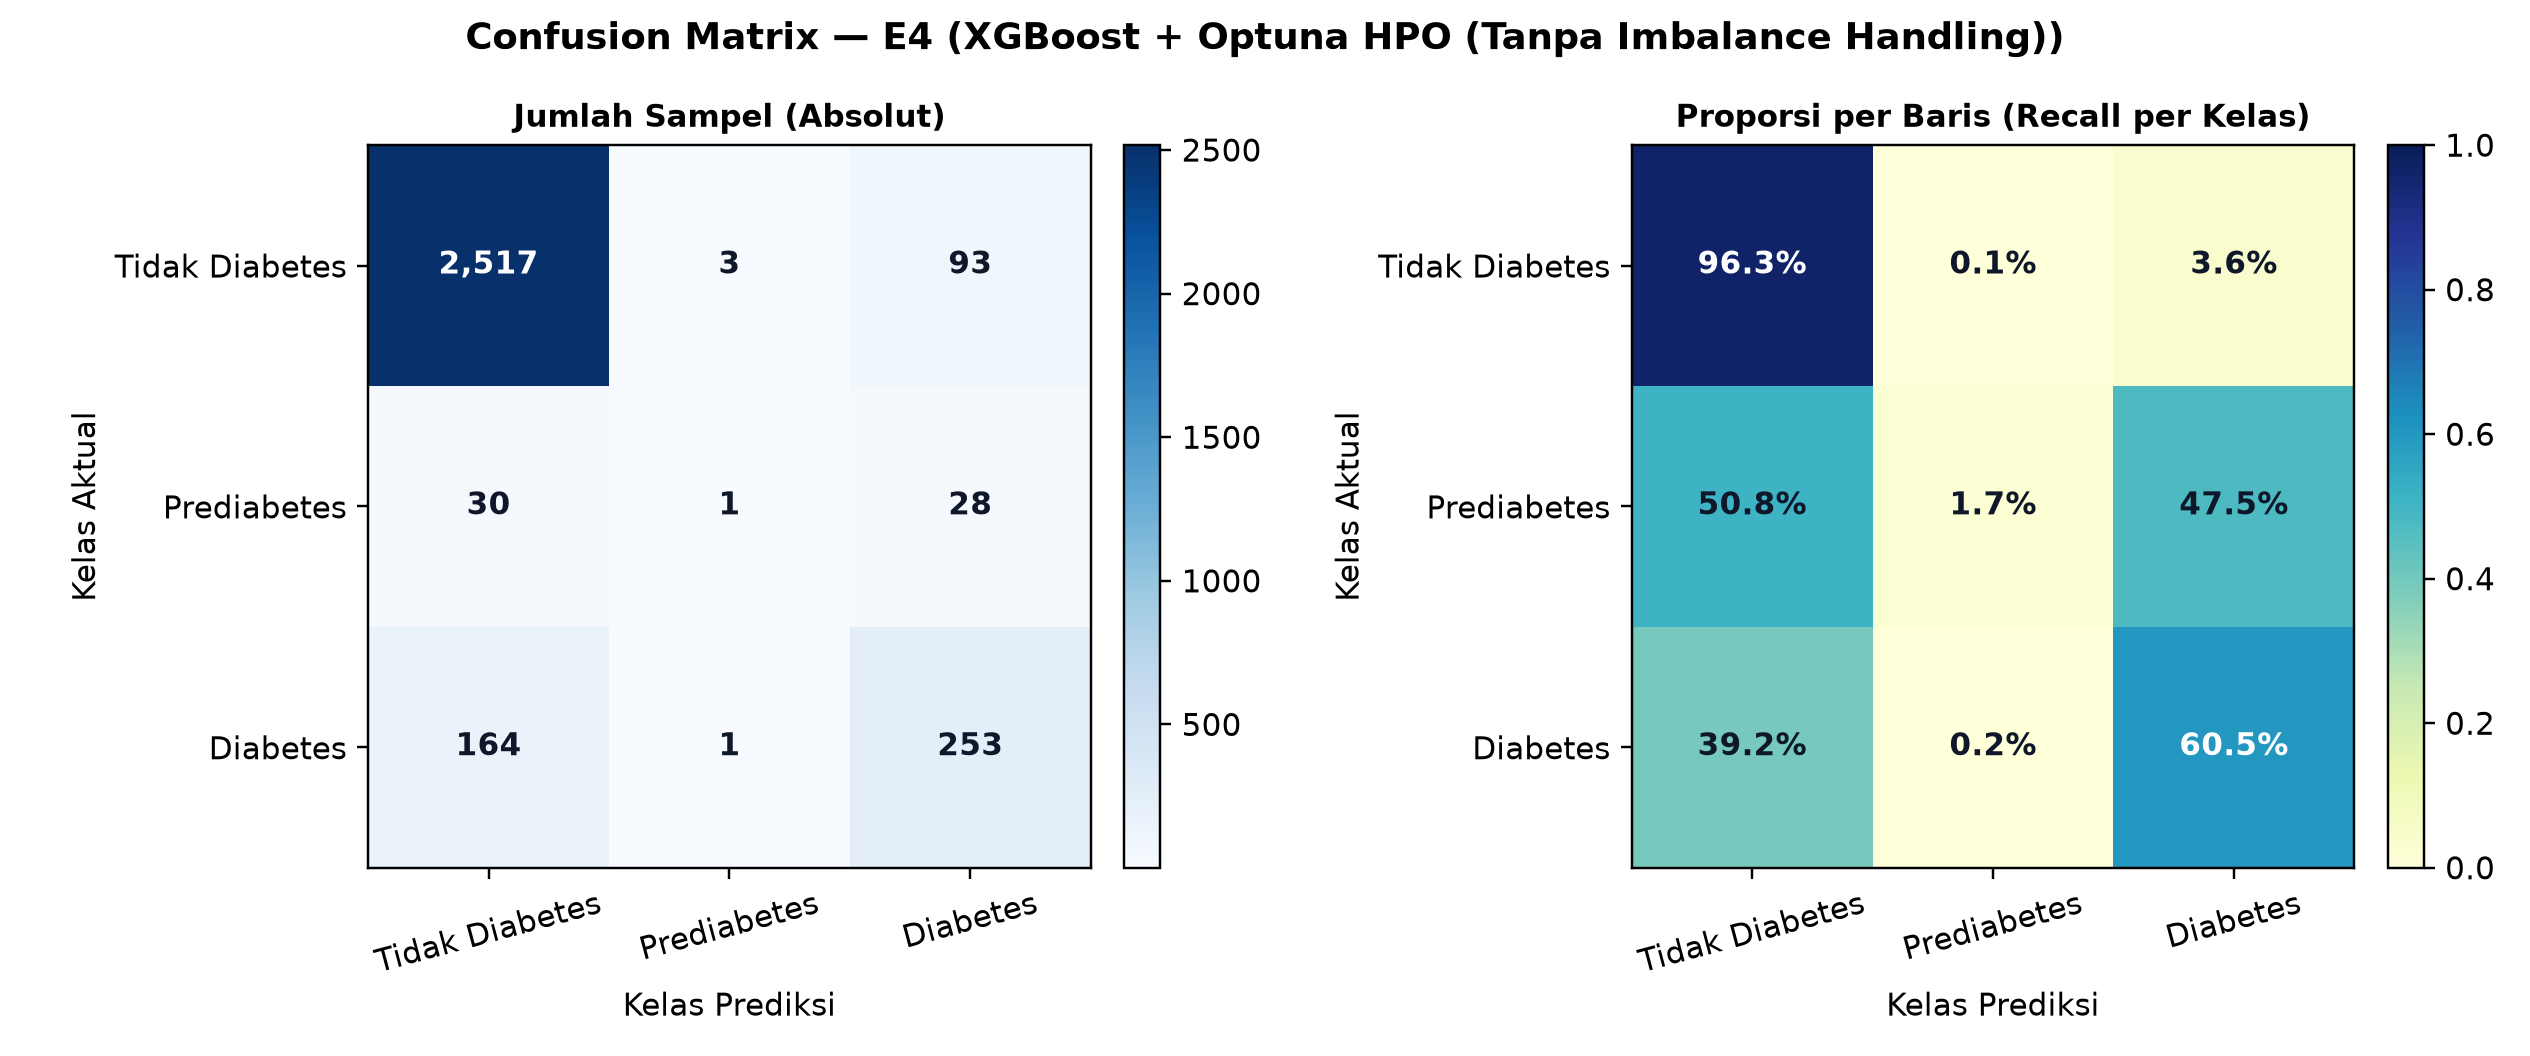 Confusion Matrix — E4 (XGBoost + Optuna HPO (Tanpa Imbalance Handling))
Jumlah Sampel (Absolut)
Kelas Aktual
Tidak Diabetes
Prediabetes
Diabetes
2,517 3 93
30 1 28
164 1 253
Tidak Diabetes Prediabetes Diabetes
Kelas Prediksi
2500
2000
1500
1000
500
Proporsi per Baris (Recall per Kelas)
Kelas Aktual
Tidak Diabetes
Prediabetes
Diabetes
96.3% 0.1% 3.6%
50.8% 1.7% 47.5%
39.2% 0.2% 60.5%
Tidak Diabetes Prediabetes Diabetes
Kelas Prediksi
1.0
0.8
0.6
0.4
0.2
0.0